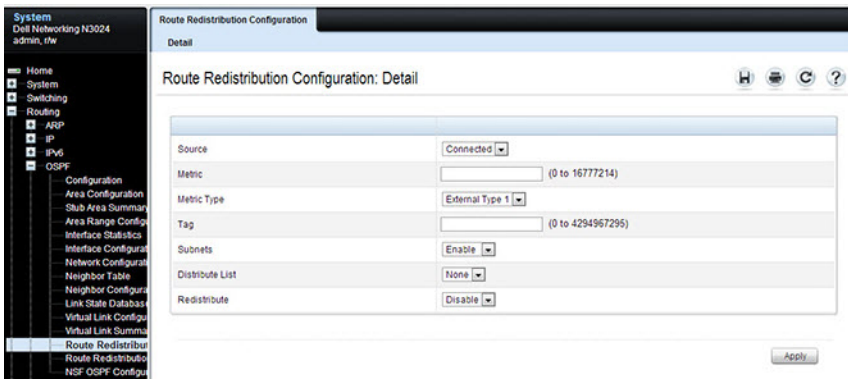 System
Dell Networking N3024
admin, r/w
Home
System
Switching
Routing
ARP
IP
IPv6
OSPF
Configuration
Area Configuration
Stub Area Summary
Area Range Configu
Interface Statistics
Interface Configurat
Network Configurati
Neighbor Table
Neighbor Configura
Link State Database
Virtual Link Configu
Virtual Link Summa
Route Redistribut
Route Redistributio
NSF OSPF Configur
Route Redistribution Configuration
Detail
Route Redistribution Configuration: Detail
?
Source Connected
Metric (0 to 16777214)
Metric Type External Type 1
Tag (0 to 4294967295)
Subnets Enable
Distribute List None
Redistribute Disable
Apply